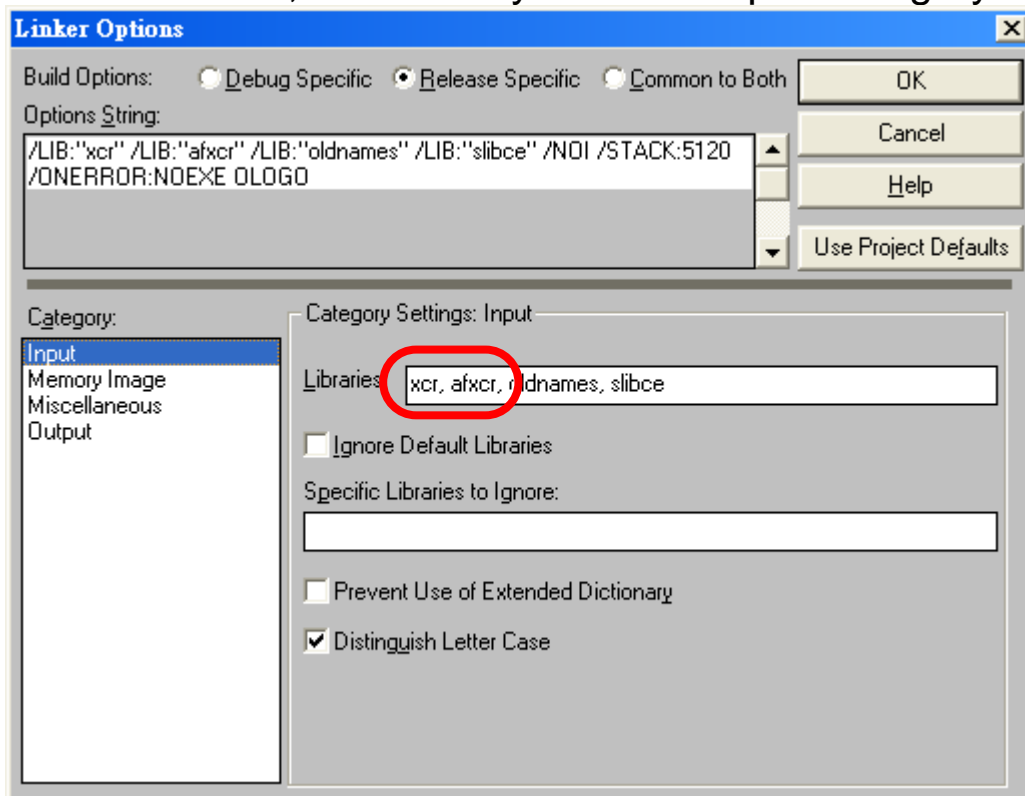 Linker Options
Build Options: Debug Specific Release Specific Common to Both OK
Options String:
/LIB:"xcr" /LIB:"afxcr" /LIB:"oldnames" /LIB:"slibce" /NOI /STACK:5120
/ONERROR:NOEXE OLOGO
Cancel
Help
Use Project Defaults
Category:
Input
Memory Image
Miscellaneous
Output
Category Settings: Input
Libraries xcr, afxcr, oldnames, slibce
Ignore Default Libraries
Specific Libraries to Ignore:
Prevent Use of Extended Dictionary
Distinguish Letter Case